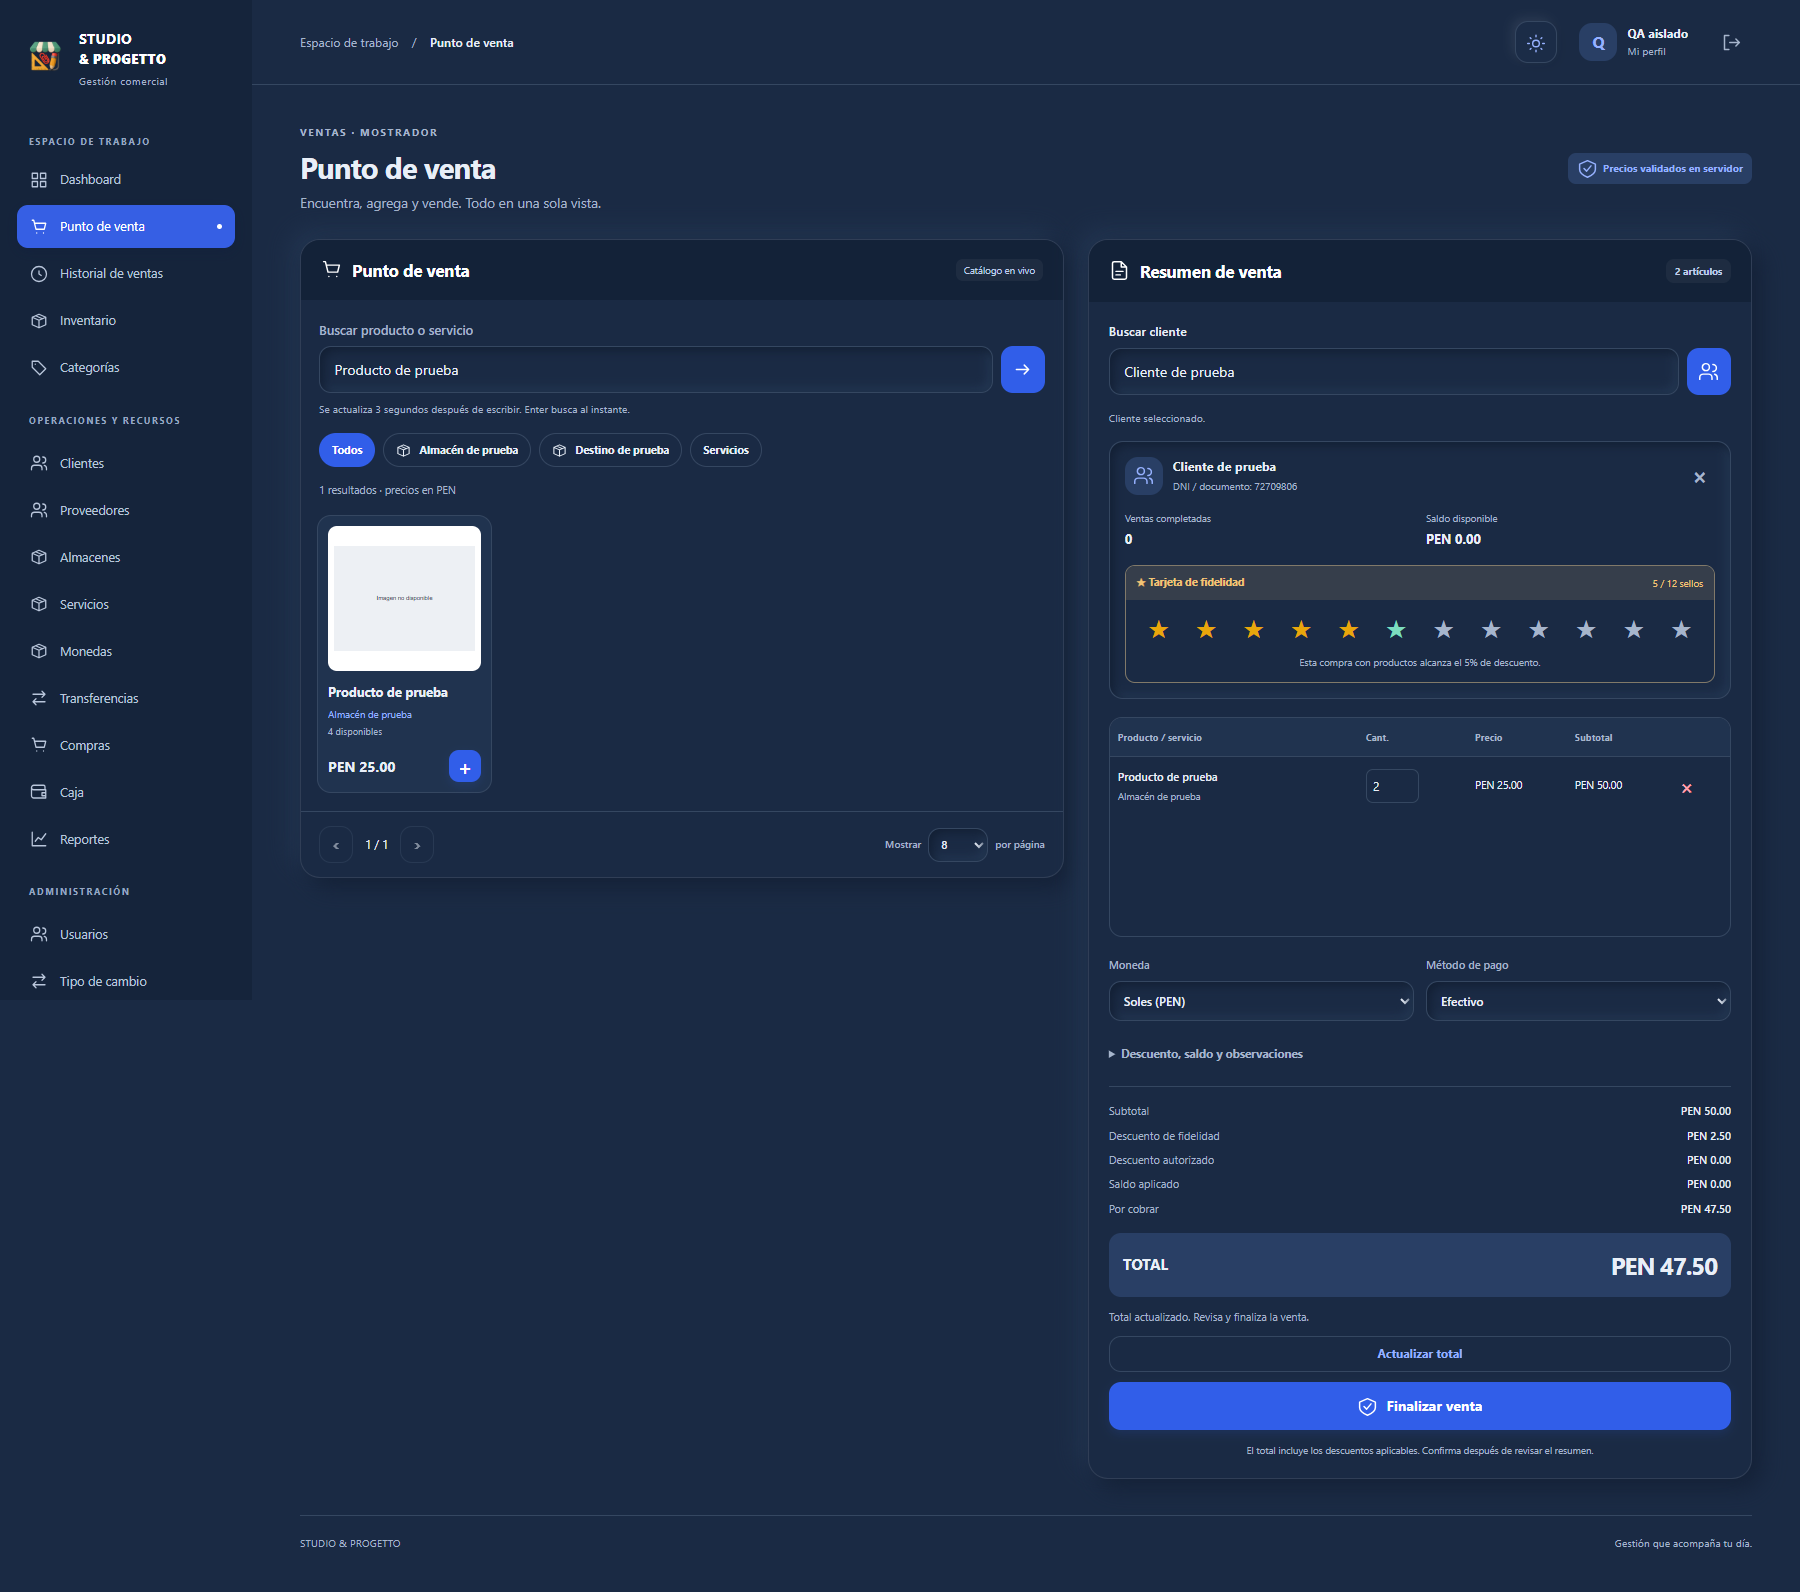 STUDIO
& PROGETTO
Gestión comercial
ESPACIO DE TRABAJO
Dashboard
Punto de venta
Historial de ventas
Inventario
Categorías
OPERACIONES Y RECURSOS
Clientes
Proveedores
Almacenes
Servicios
Monedas
Transferencias
Compras
Caja
Reportes
ADMINISTRACIÓN
Usuarios
Tipo de cambio
Espacio de trabajo / Punto de venta
Q
QA aislado
Mi perfil
VENTAS · MOSTRADOR
Punto de venta
Encuentra, agrega y vende. Todo en una sola vista.
Precios validados en servidor
Punto de venta
Catálogo en vivo
Buscar producto o servicio
Producto de prueba
Se actualiza 3 segundos después de escribir. Enter busca al instante.
Todos
Almacén de prueba
Destino de prueba
Servicios
1 resultados · precios en PEN
Imagen no disponible
Producto de prueba
Almacén de prueba
4 disponibles
PEN 25.00
+
‹ 1 / 1 ›
Mostrar 8 por página
Resumen de venta
2 artículos
Buscar cliente
Cliente de prueba
Cliente seleccionado.
Cliente de prueba
DNI / documento: 72709806
×
Ventas completadas
0
Saldo disponible
PEN 0.00
★ Tarjeta de fidelidad
5 / 12 sellos
★ ★ ★ ★ ★ ★ ★ ★ ★ ★ ★ ★
Esta compra con productos alcanza el 5% de descuento.
Producto / servicio Cant. Precio Subtotal
Producto de prueba
Almacén de prueba
2 PEN 25.00 PEN 50.00 ×
Moneda
Soles (PEN)
Método de pago
Efectivo
Descuento, saldo y observaciones
Subtotal PEN 50.00
Descuento de fidelidad PEN 2.50
Descuento autorizado PEN 0.00
Saldo aplicado PEN 0.00
Por cobrar PEN 47.50
TOTAL PEN 47.50
Total actualizado. Revisa y finaliza la venta.
Actualizar total
Finalizar venta
El total incluye los descuentos aplicables. Confirma después de revisar el resumen.
STUDIO & PROGETTO
Gestión que acompaña tu día.